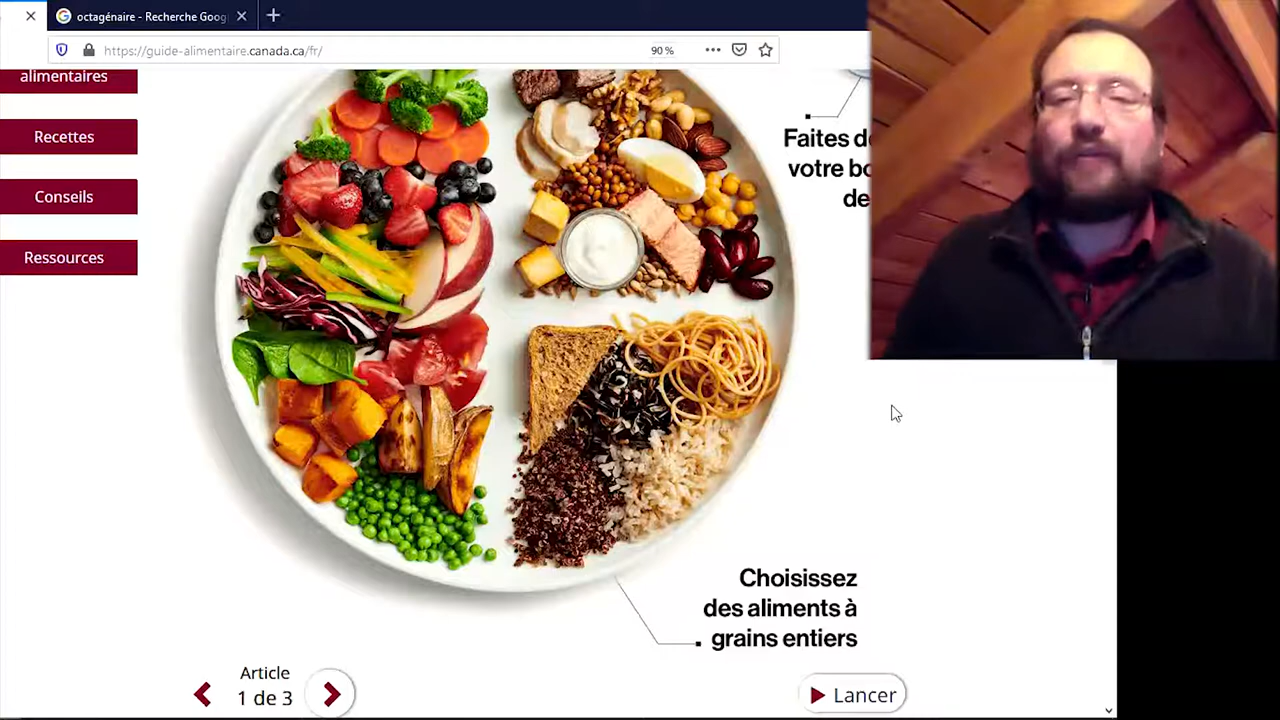 octagénaire - Recherche Goog
https://guide-alimentaire.canada.ca/fr/
90 %
alimentaires
Recettes
Conseils
Ressources
Faites d
votre bo
de
Choisissez
des aliments à
grains entiers
Article
1 de 3
Lancer